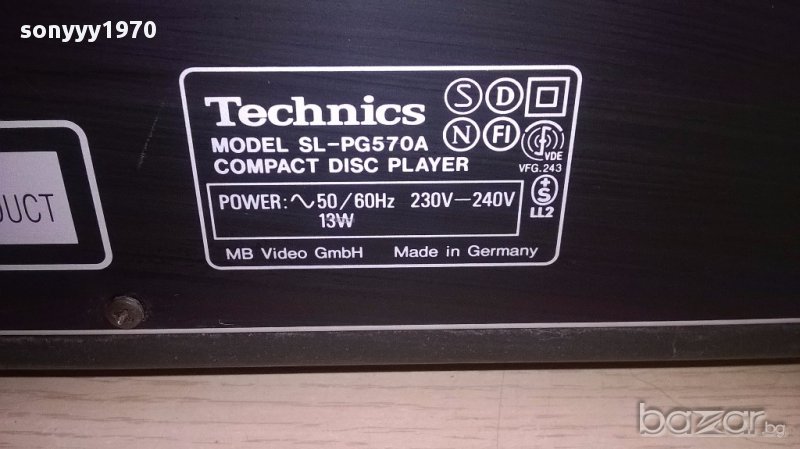 sonyyy1970
Technics
MODEL SL-PG570A
COMPACT DISC PLAYER
S D
N FI
VDE
VFG.243
+S
LL2
POWER: ∿50/60Hz 230V–240V
13W
MB Video GmbH Made in Germany
DUCT
bazar.bg